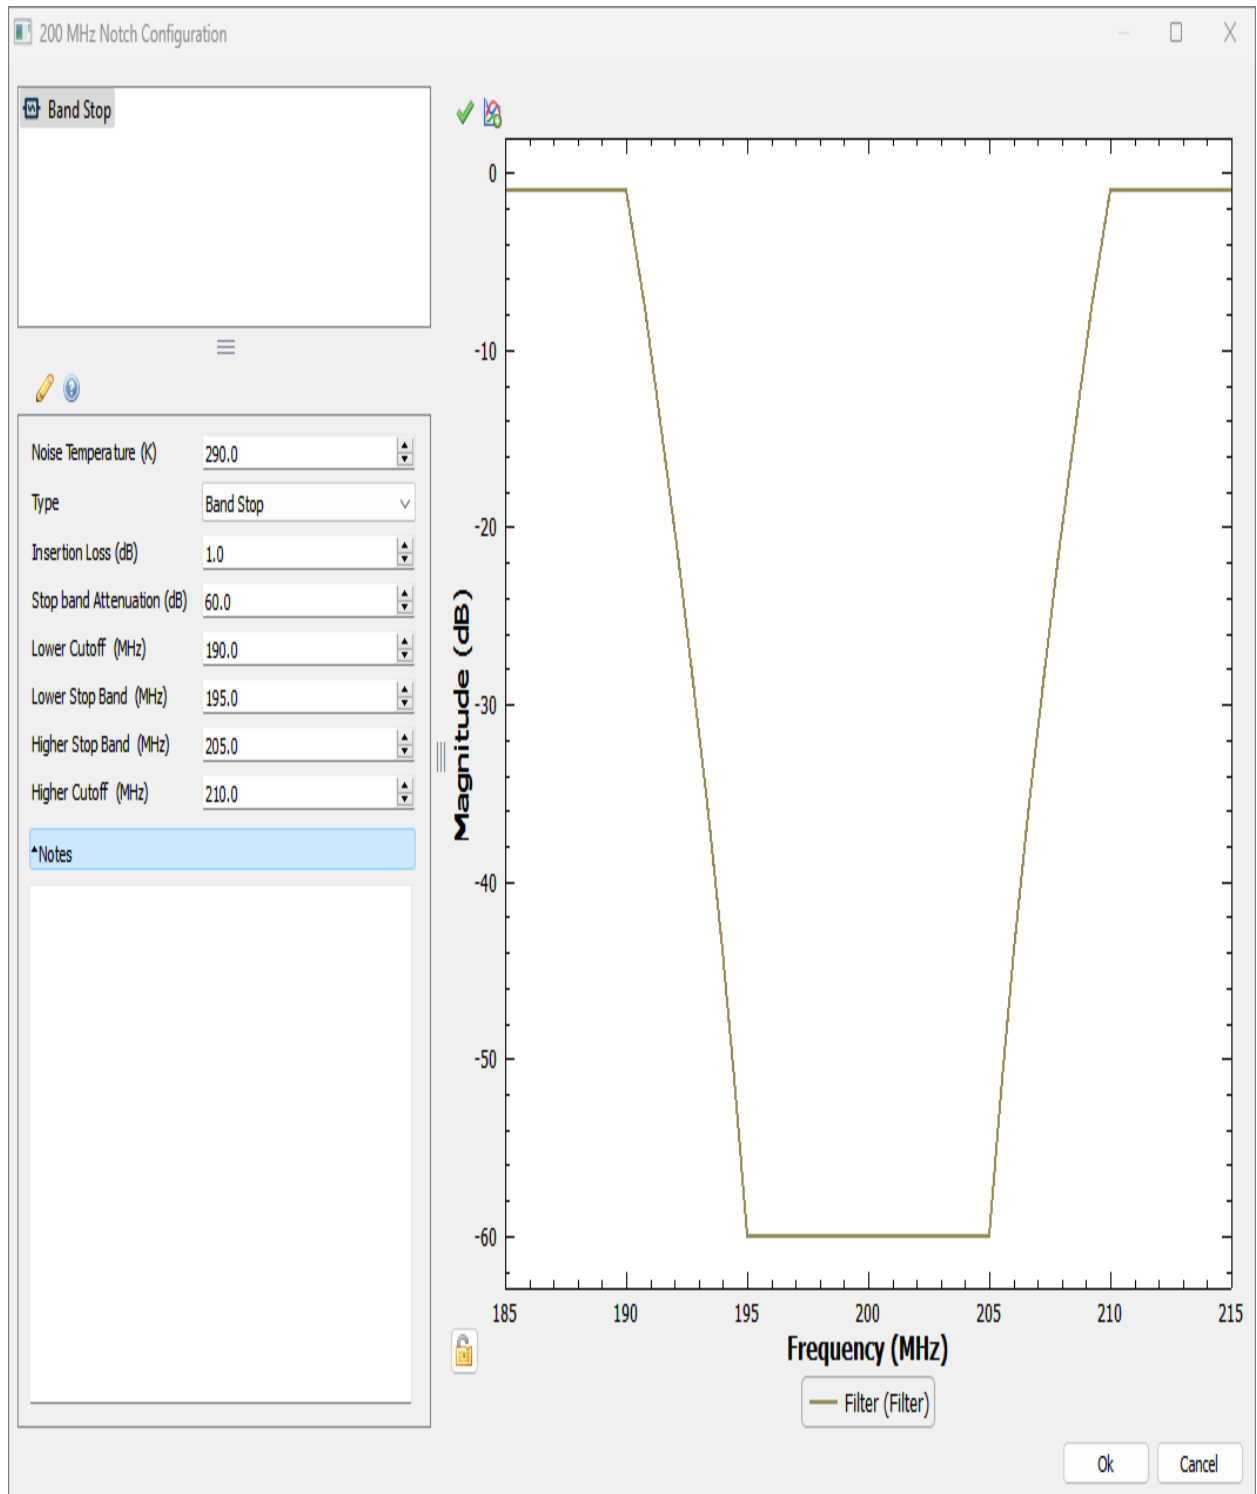 200 MHz Notch Configuration
Band Stop
Noise Temperature (K) 290.0
Type Band Stop
Insertion Loss (dB) 1.0
Stop band Attenuation (dB) 60.0
Lower Cutoff (MHz) 190.0
Lower Stop Band (MHz) 195.0
Higher Stop Band (MHz) 205.0
Higher Cutoff (MHz) 210.0
Notes
Magnitude (dB)
0
-10
-20
-30
-40
-50
-60
185 190 195 200 205 210 215
Frequency (MHz)
Filter (Filter)
Ok Cancel